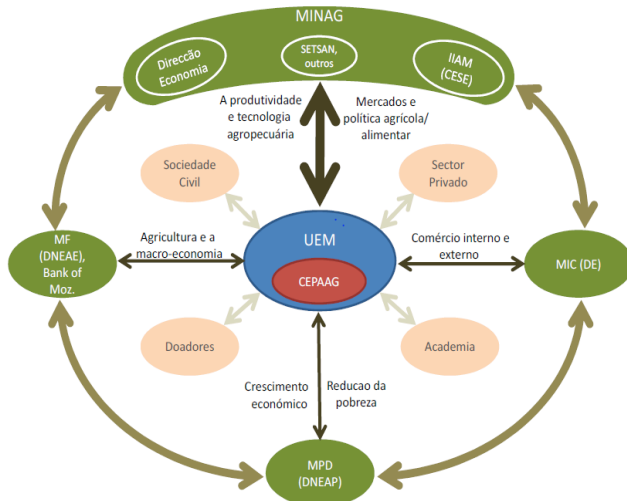 MINAG
Direcção
Economia
SETSAN,
outros
IIAM
(CESE)
A produtividade
e tecnologia
agropecuária
Mercados e
política agrícola/
alimentar
Sociedade
Civil
Sector
Privado
MF
(DNEAE),
Bank of
Moz.
Agricultura e a
macro-economia
UEM
CEPAAG
Comércio interno e
externo
MIC (DE)
Doadores
Academia
Crescimento
económico
Reducao da
pobreza
MPD
(DNEAP)